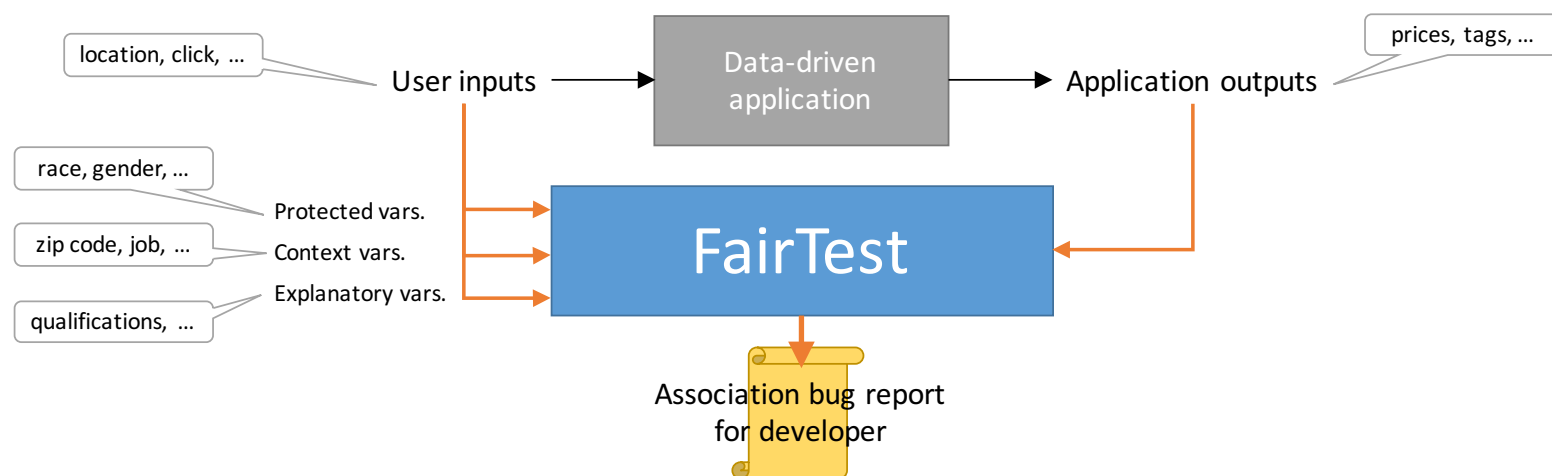 location, click, …
User inputs
Data-driven
application
Application outputs
prices, tags, …
race, gender, …
Protected vars.
zip code, job, …
Context vars.
Explanatory vars.
qualifications, …
FairTest
Association bug report
for developer